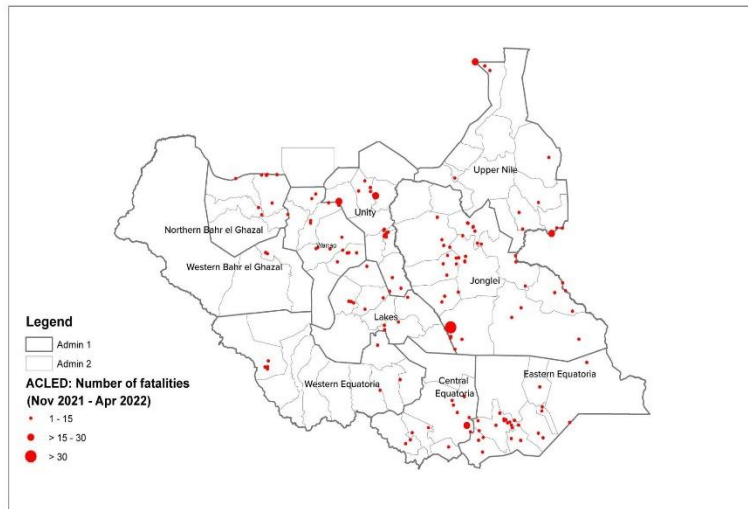 Upper Nile
Unity
Northern Bahr el Ghazal
Warrap
Western Bahr el Ghazal
Jonglei
Lakes
Legend
Admin 1
Admin 2
ACLED: Number of fatalities
(Nov 2021 - Apr 2022)
1 - 15
> 15 - 30
> 30
Western Equatoria
Central
Equatoria
Eastern Equatoria